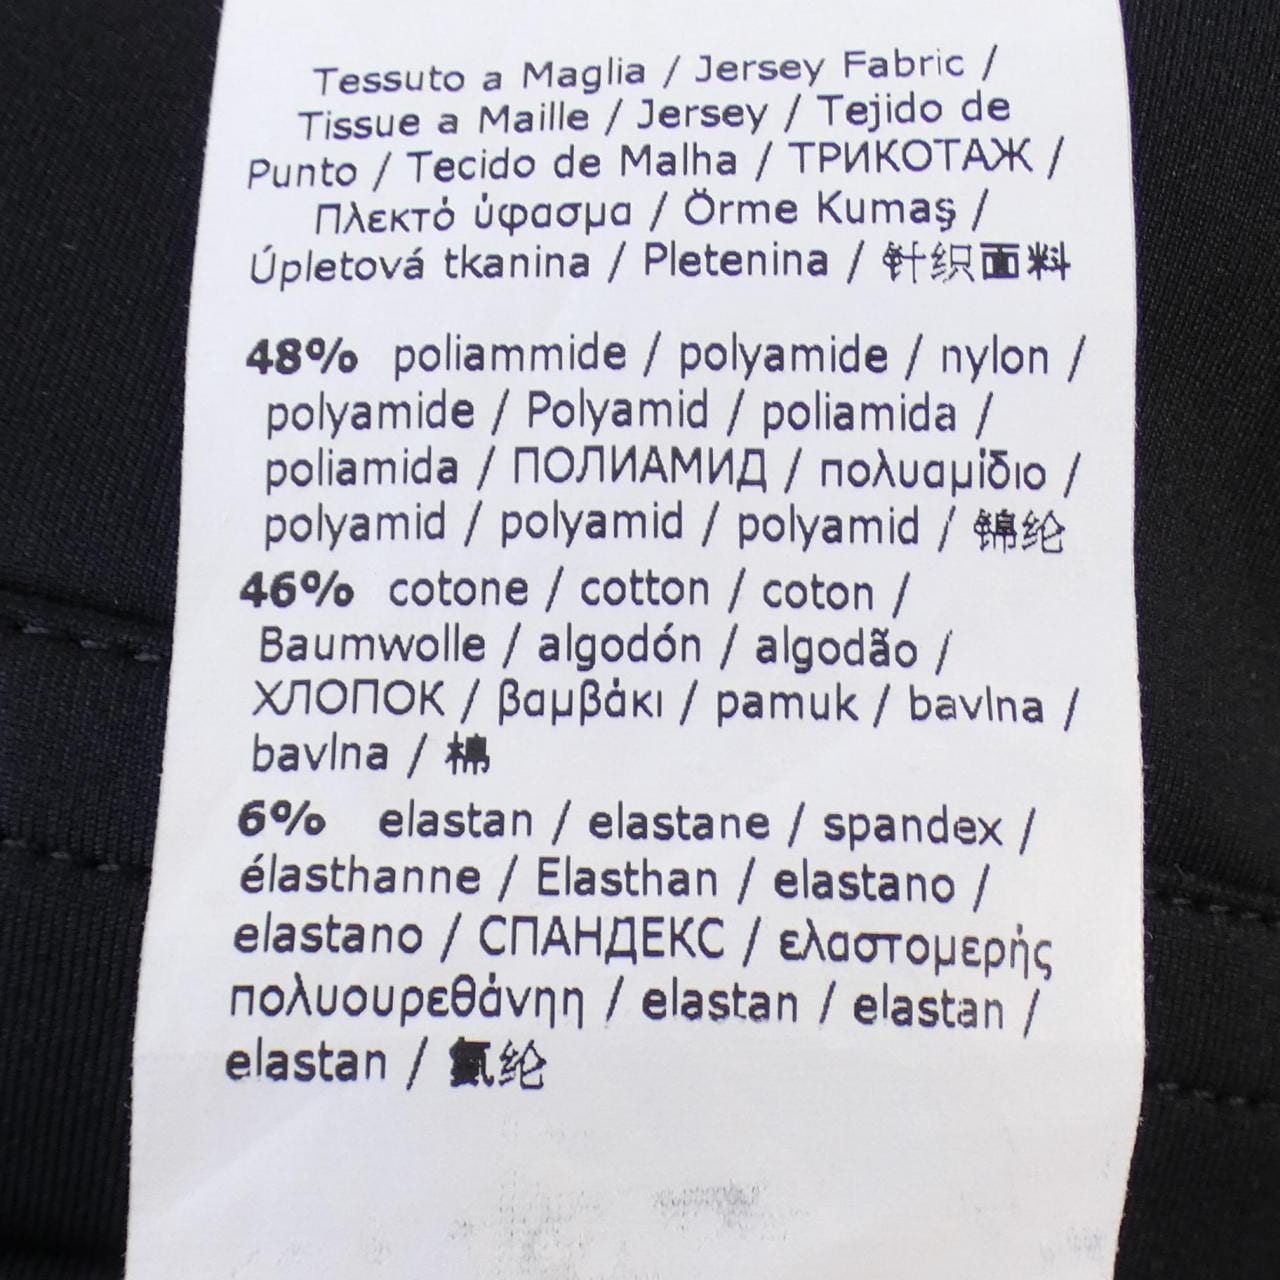 Tessuto a Maglia / Jersey Fabric /
Tissue a Maille / Jersey / Tejido de
Punto / Tecido de Malha / ТРИКОТАЖ /
Πλεκτό ύφασμα / Örme Kumaş /
Úpletová tkanina / Pletenina / 针织面料
48% poliammide / polyamide / nylon /
polyamide / Polyamid / poliamida /
poliamida / ПОЛИАМИД / πολυαμίδιο /
polyamid / polyamid / polyamid / 锦纶
46% cotone / cotton / coton /
Baumwolle / algodón / algodão /
ХЛОПОК / βαμβάκι / pamuk / bavlna /
bavlna / 棉
6% elastan / elastane / spandex /
élasthanne / Elasthan / elastano /
elastano / СПАНДЕКС / ελαστομερής
πολυουρεθάνηη / elastan / elastan /
elastan / 氨纶